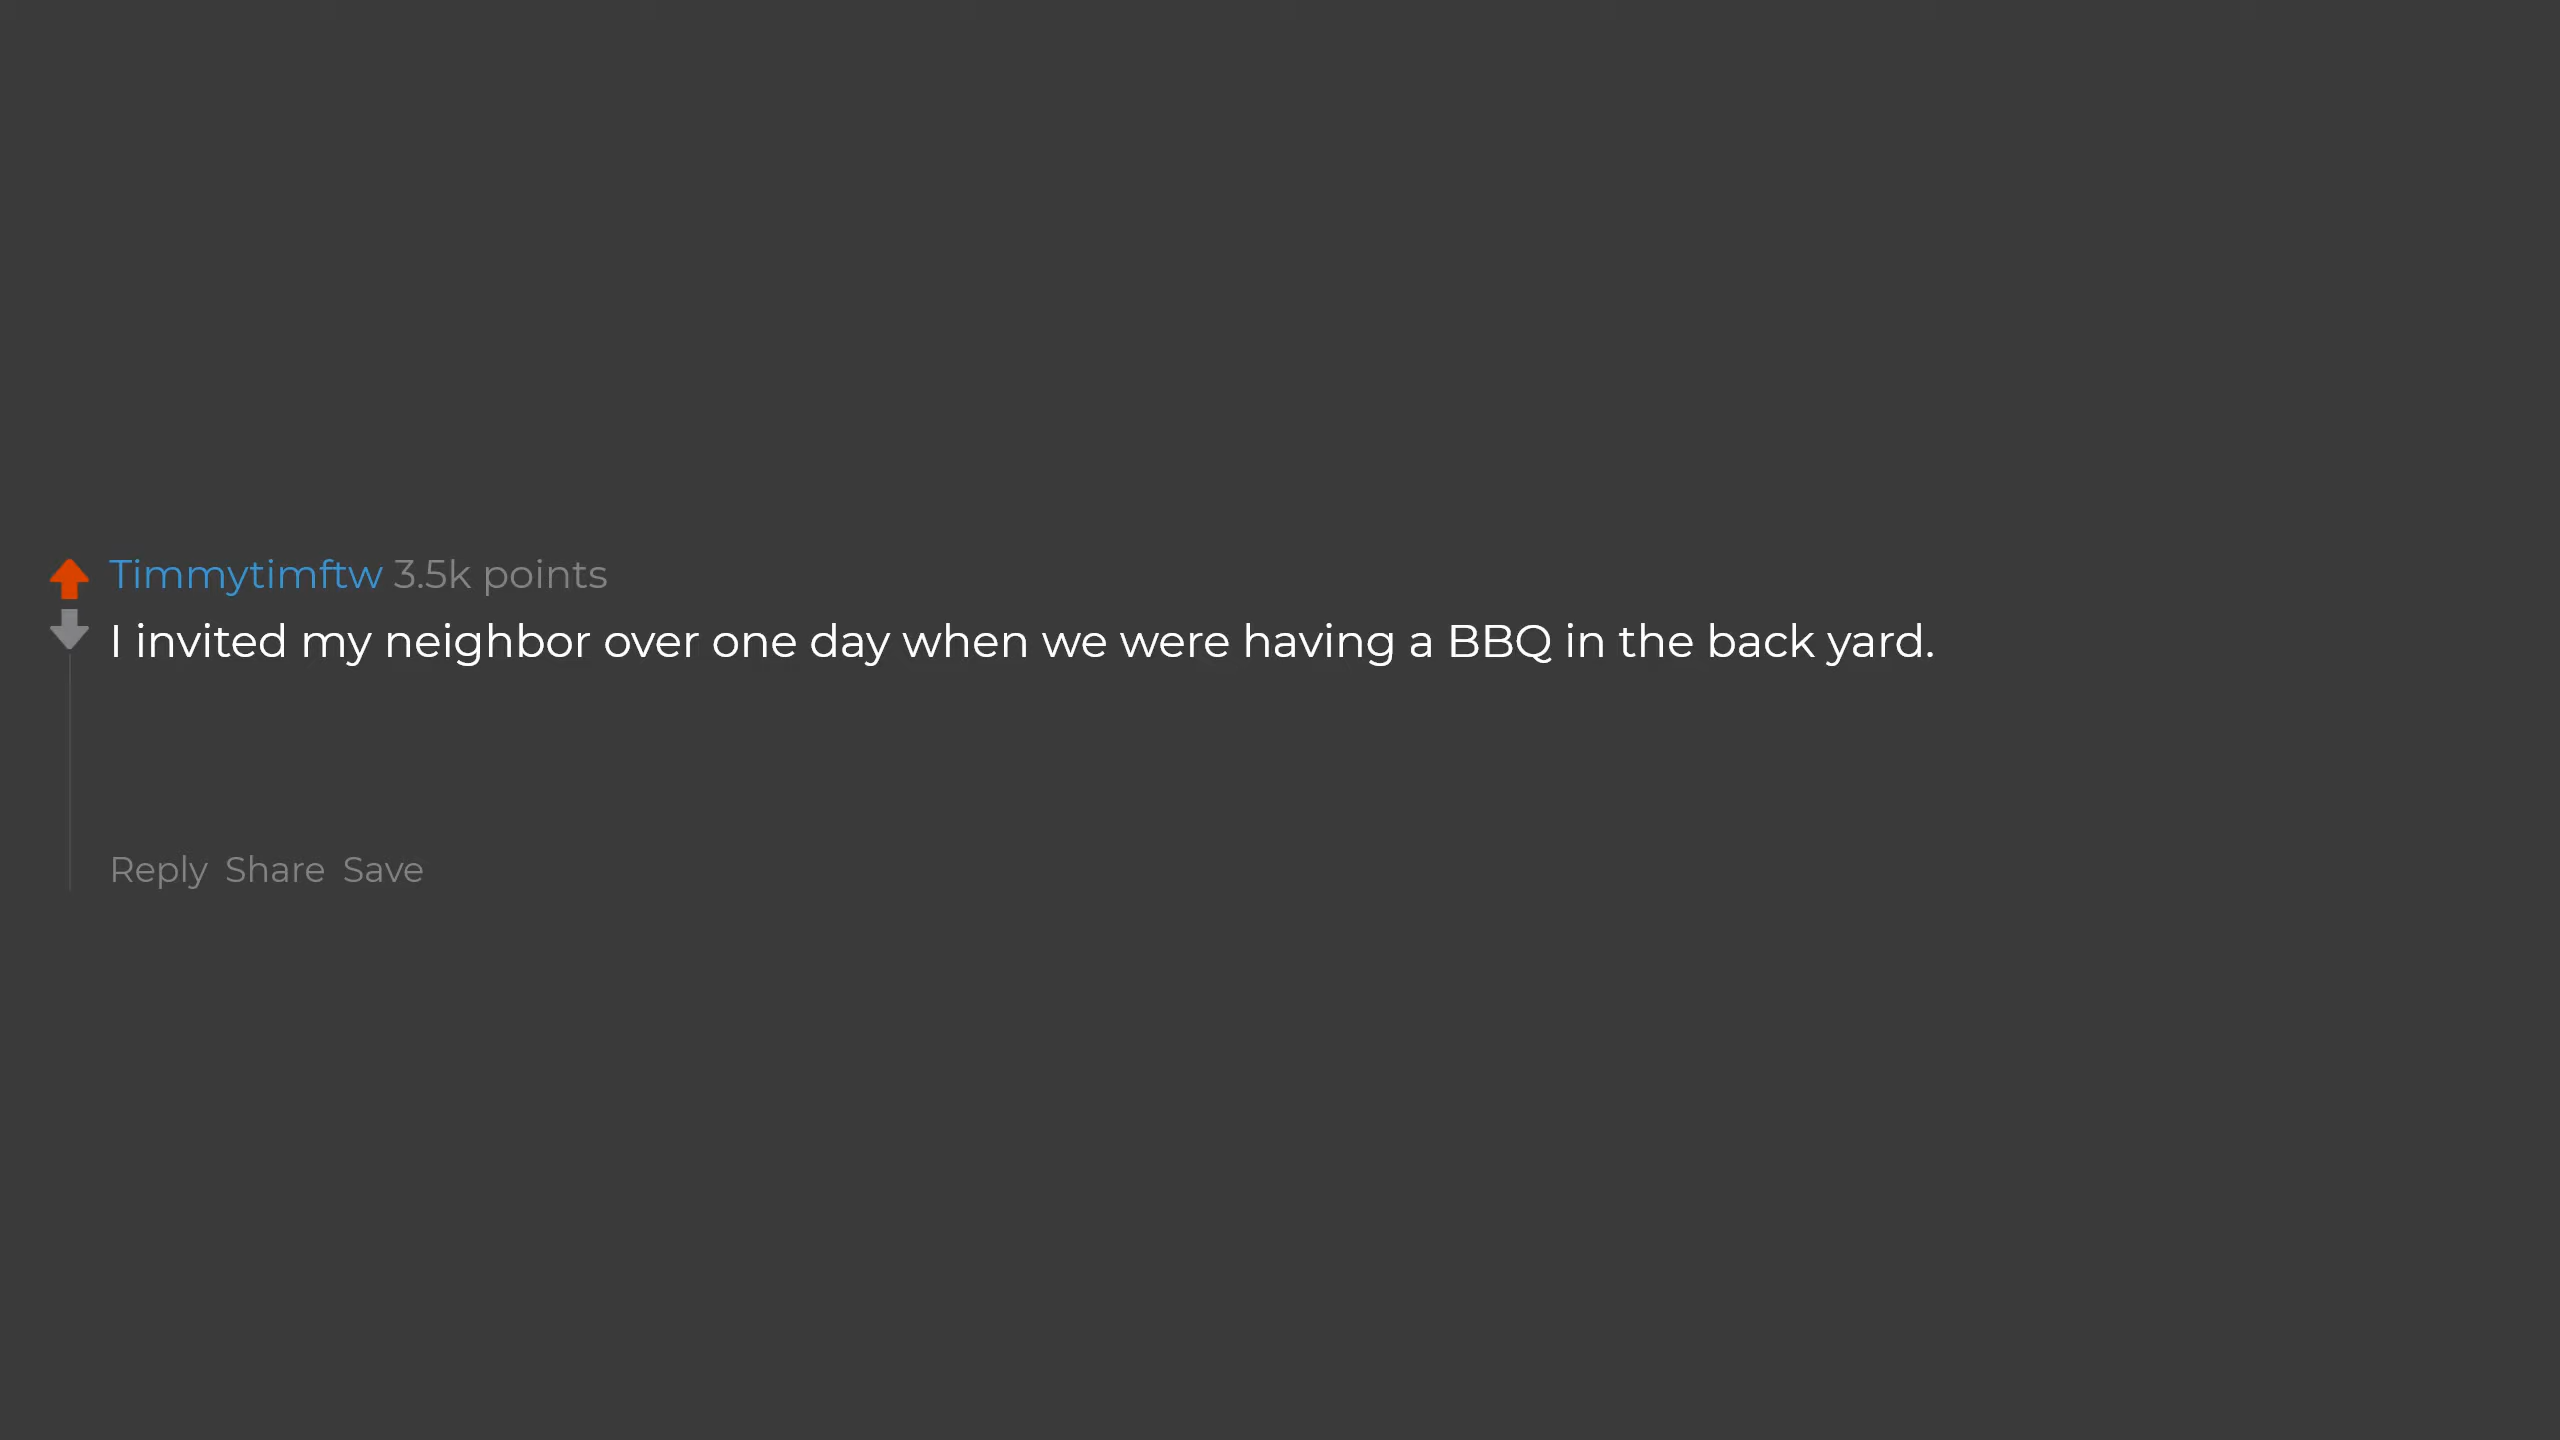 Timmytimftw 3.5k points
I invited my neighbor over one day when we were having a BBQ in the back yard.
Reply Share Save